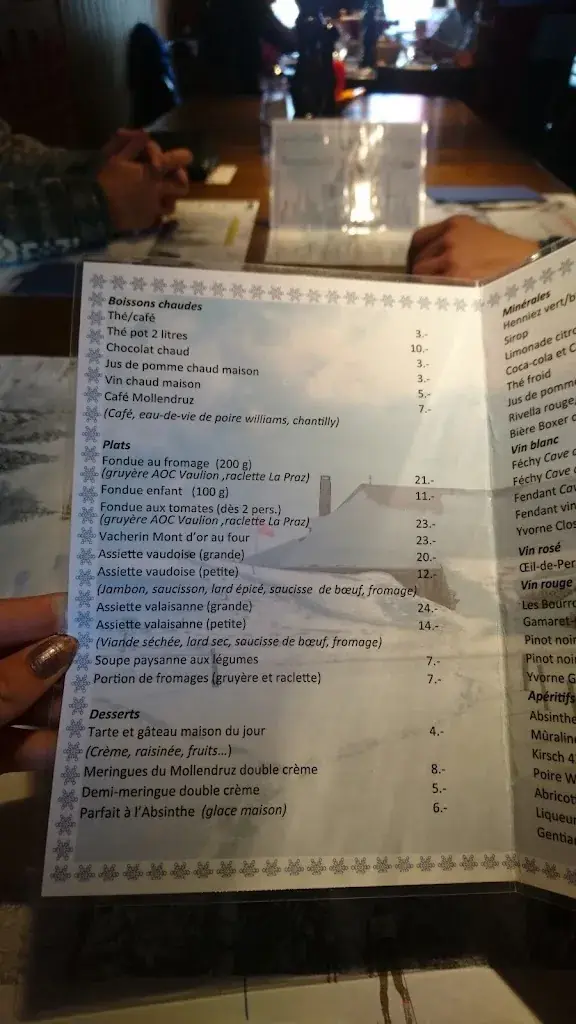 Boissons chaudes
Thé/café 3.-
Thé pot 2 litres 10.-
Chocolat chaud 3.-
Jus de pomme chaud maison 3.-
Vin chaud maison 5.-
Café Mollendruz 7.-
(Café, eau-de-vie de poire williams, chantilly)
Plats
Fondue au fromage (200 g) 21.-
(gruyère AOC Vaulion ,raclette La Praz)
Fondue enfant (100 g) 11.-
Fondue aux tomates (dès 2 pers.) 23.-
(gruyère AOC Vaulion ,raclette La Praz)
Vacherin Mont d'or au four 23.-
Assiette vaudoise (grande) 20.-
Assiette vaudoise (petite) 12.-
(Jambon, saucisson, lard épicé, saucisse de bœuf, fromage)
Assiette valaisanne (grande) 24.-
Assiette valaisanne (petite) 14.-
(Viande séchée, lard sec, saucisse de bœuf, fromage)
Soupe paysanne aux légumes 7.-
Portion de fromages (gruyère et raclette) 7.-
Desserts
Tarte et gâteau maison du jour 4.-
(Crème, raisinée, fruits…)
Meringues du Mollendruz double crème 8.-
Demi-meringue double crème 5.-
Parfait à l'Absinthe (glace maison) 6.-
Minérales
Henniez vert/b
Sirop
Limonade citro
Coca-cola et C
Thé froid
Jus de pomme
Rivella rouge,
Bière Boxer
Vin blanc
Féchy Cave
Féchy Cave
Fendant Cav
Fendant vin
Yvorne Clos
Vin rosé
Œil-de-Per
Vin rouge
Les Beurr
Gamaret-
Pinot noi
Pinot noi
Yvorne G
Apéritifs
Absinthe
Mûraline
Kirsch 4
Poire W
Abricot
Liqueur
Gentian